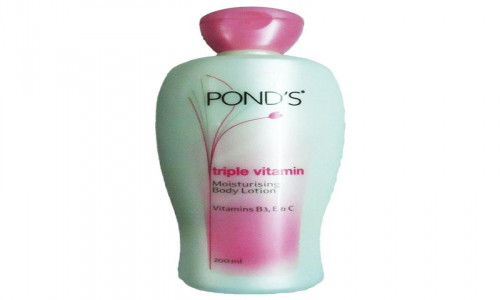 POND'S
triple vitamin
Moisturising
Body Lotion
Vitamins B3, E & C
200 ml